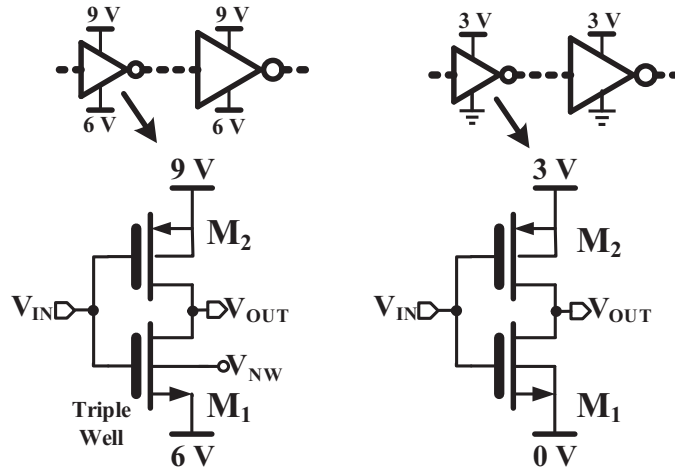 9 V 9 V 3 V 3 V
6 V 6 V
9 V 3 V
M2 M2
VIN VOUT VIN VOUT
VNW
Triple
Well
M1 M1
6 V 0 V